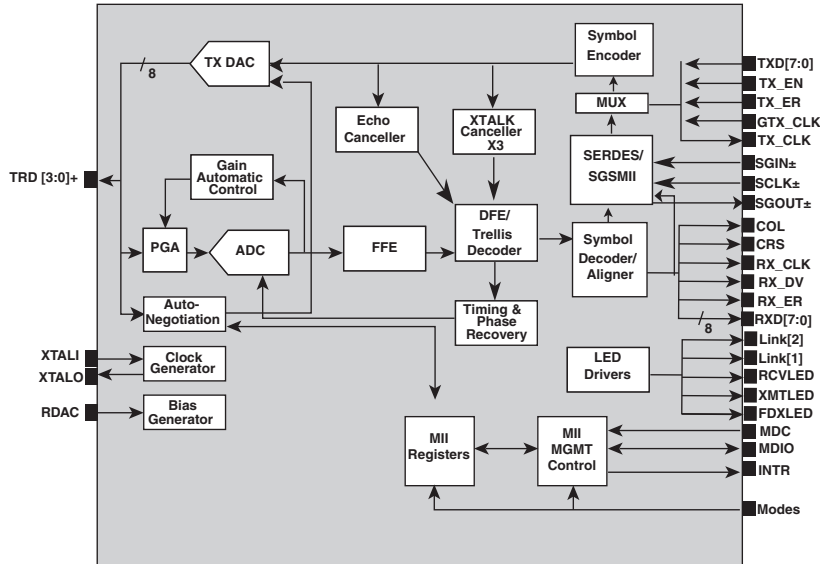 Symbol
Encoder
TX DAC
8
TXD[7:0]
TX_EN
MUX
TX_ER
GTX_CLK
TX_CLK
Echo
Canceller
XTALK
Canceller
X3
SERDES/
SGSMII
SGIN±
SCLK±
SGOUT±
TRD [3:0]+
Gain
Automatic
Control
PGA
ADC
FFE
DFE/
Trellis
Decoder
Symbol
Decoder/
Aligner
COL
CRS
RX_CLK
RX_DV
RX_ER
RXD[7:0]
8
Auto-
Negotiation
Timing &
Phase
Recovery
XTALI
XTALO
Clock
Generator
LED
Drivers
Link[2]
Link[1]
RCVLED
XMTLED
FDXLED
RDAC
Bias
Generator
MII
Registers
MII
MGMT
Control
MDC
MDIO
INTR
Modes